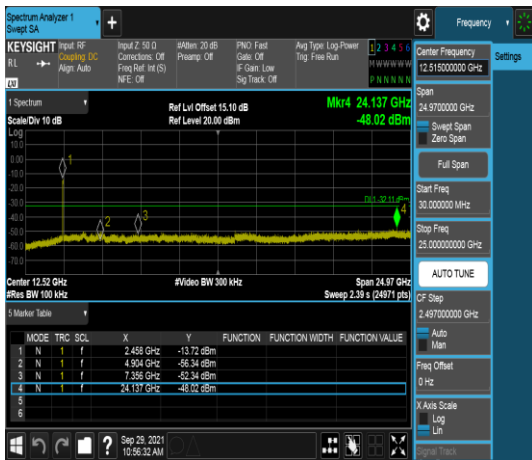 Spectrum Analyzer 1
Swept SA
+
Frequency
KEYSIGHT
RL
LXI
Input: RF
Coupling: DC
Align: Auto
Input Z: 50 Ω
Corrections: Off
Freq Ref: Int (S)
NFE: Off
#Atten: 20 dB
Preamp: Off
PNO: Fast
Gate: Off
IF Gain: Low
Sig Track: Off
Avg Type: Log-Power
Trig: Free Run
1 2 3 4 5 6
M W W W W W
P N N N N N
1 Spectrum
Scale/Div 10 dB
Ref Lvl Offset 15.10 dB
Ref Level 20.00 dBm
Mkr4 24.137 GHz
-48.02 dBm
Log
10.0
0.00
-10.0
-20.0
-30.0
-40.0
-50.0
-60.0
-70.0
1
2
3
4
DL1 -32.11 dBm
Center 12.52 GHz
#Res BW 100 kHz
#Video BW 300 kHz
Span 24.97 GHz
Sweep 2.39 s (24971 pts)
5 Marker Table
MODE TRC SCL X Y FUNCTION FUNCTION WIDTH FUNCTION VALUE
1 N 1 f 2.458 GHz -13.72 dBm
2 N 1 f 4.904 GHz -56.34 dBm
3 N 1 f 7.356 GHz -52.34 dBm
4 N 1 f 24.137 GHz -48.02 dBm
5
6
Sep 29, 2021
10:56:32 AM
?
Settings
Center Frequency
12.515000000 GHz
Span
24.9700000 GHz
Swept Span
Zero Span
Full Span
Start Freq
30.000000 MHz
Stop Freq
25.000000000 GHz
AUTO TUNE
CF Step
2.497000000 GHz
Auto
Man
Freq Offset
0 Hz
X Axis Scale
Log
Lin
Signal Track